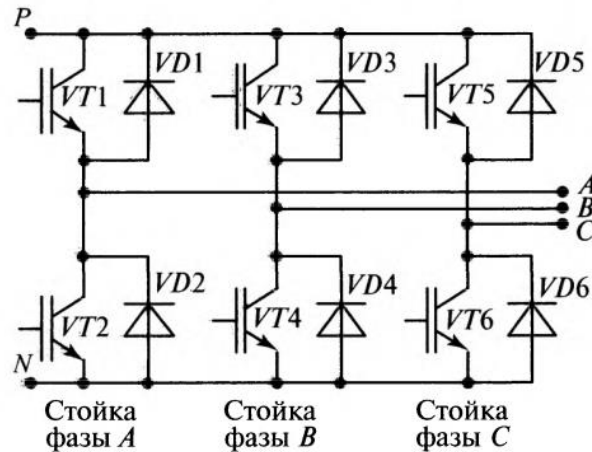 P
VD1
VD3
VD5
VT1
VT3
VT5
A
B
C
VD2
VD4
VD6
VT2
VT4
VT6
N
Стойка
фазы A
Стойка
фазы B
Стойка
фазы C